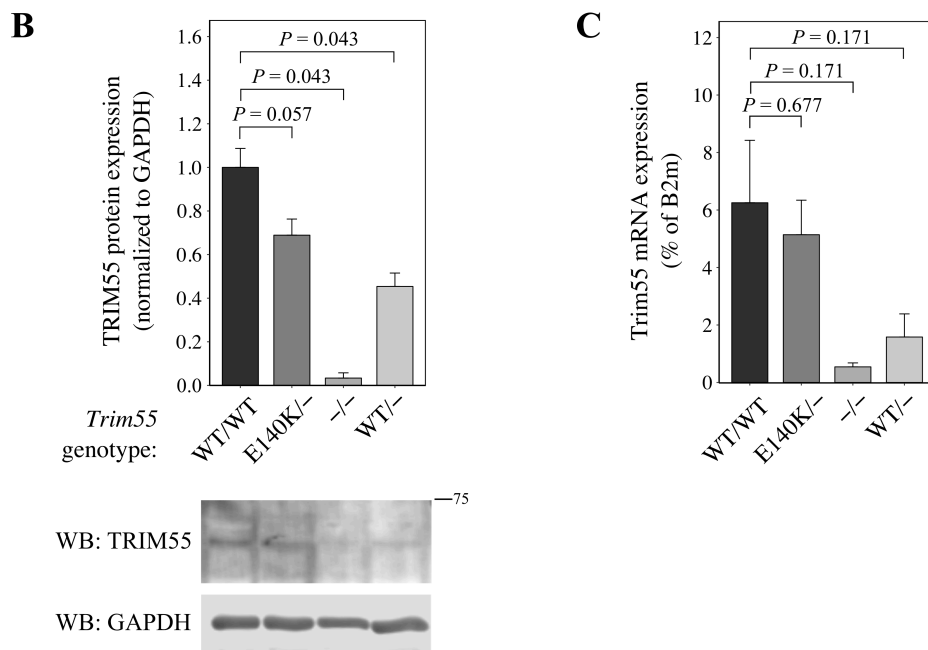 B
TRIM55 protein expression
(normalized to GAPDH)
1.6
1.4
1.2
1.0
0.8
0.6
0.4
0.2
0.0
P = 0.043
P = 0.043
P = 0.057
Trim55
genotype:
WT/WT
E140K/–
–/–
WT/–
75
WB: TRIM55
WB: GAPDH
C
Trim55 mRNA expression
(% of B2m)
12
10
8
6
4
2
0
P = 0.171
P = 0.171
P = 0.677
WT/WT
E140K/–
–/–
WT/–